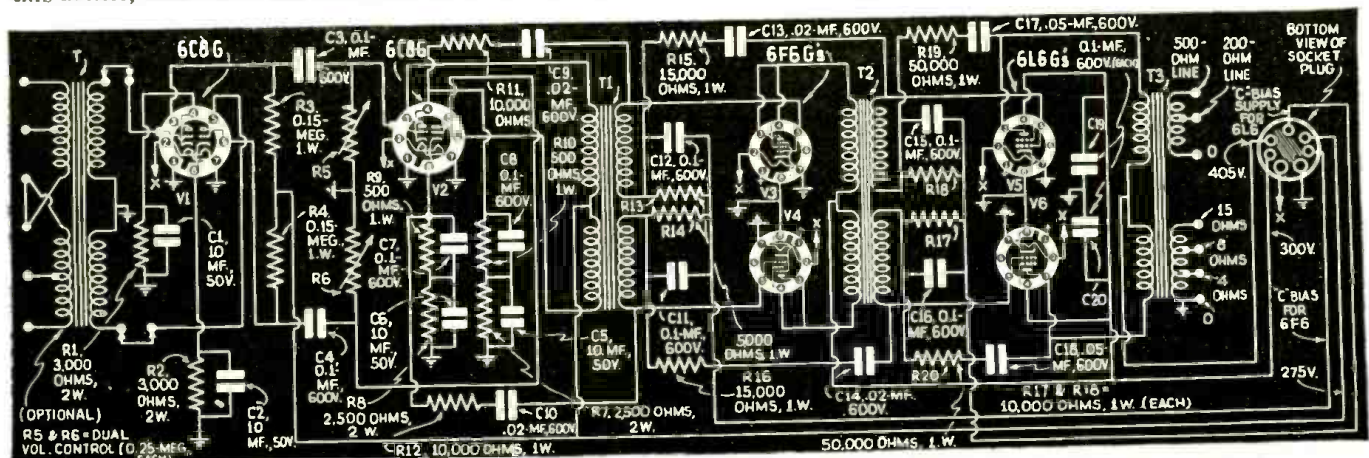 T
6C8G
C3, 0.1-
MF.
600V.
R3,
0.15-
MEG.
1W.
R5
R4,
0.15-
MEG.,
1W.
R6
V1
C1,
10
MF.,
50V.
R1,
3,000
OHMS,
2W.
(OPTIONAL)
R2,
3,000
OHMS,
2W.
C2,
10
MF., 50V.
R5 & R6 = DUAL
VOL. CONTROL (0.25-MEG.
EACH)
C4,
0.1-
MF.,
600V.
6C8G
V2
R9,
500
OHMS,
1W.
C7,
0.1-
MF.,
600V.
C6,
10
MF.,
50V.
R8
2,500 OHMS,
2 W.
R11,
10,000
OHMS
C9,
.02-
MF.,
600V.
R10
500
OHMS,
1W
C8
0.1-
MF.
600V.
C5,
10. MF.,
50V.
R7, 2,500 OHMS,
2 W.
C10
.02-MF., 600V.
R12, 10,000 OHMS, 1W.
T1
C13, .02-MF., 600V.
R15,
15,000
OHMS, 1W.
C12, 0.1-
MF., 600V.
R13
R14
C11,
0.1-MF.,
600V.
R16
15,000
OHMS, 1.W.
5000
OHMS, 1.W
6F6G's
V3
V4
C14, .02-MF.
600V.
T2
C17, .05-MF, 600V.
R19,
50,000
OHMS, 1W.
C15, 0.1-
MF., 600V.
R18
R17
C16, 0.1-
MF., 600V.
R20
50,000 OHMS, 1.W.
C18, .05-
MF., 600V.
R17 & R18 =
10,000 OHMS, 1W. (EACH)
6L6G's
0.1-MF.,
600V. (EACH)
C19
V5
V6
C20
T3
500-
OHM
LINE
200-
OHM
LINE
0
15
OHMS
8
OHMS
4
OHMS
0
BOTTOM
VIEW OF
SOCKET
PLUG
"C" BIAS
SUPPLY
FOR
6L6
405V.
300V.
"C" BIAS
FOR
6F6
275V.
X
X
X
X
X
X
X